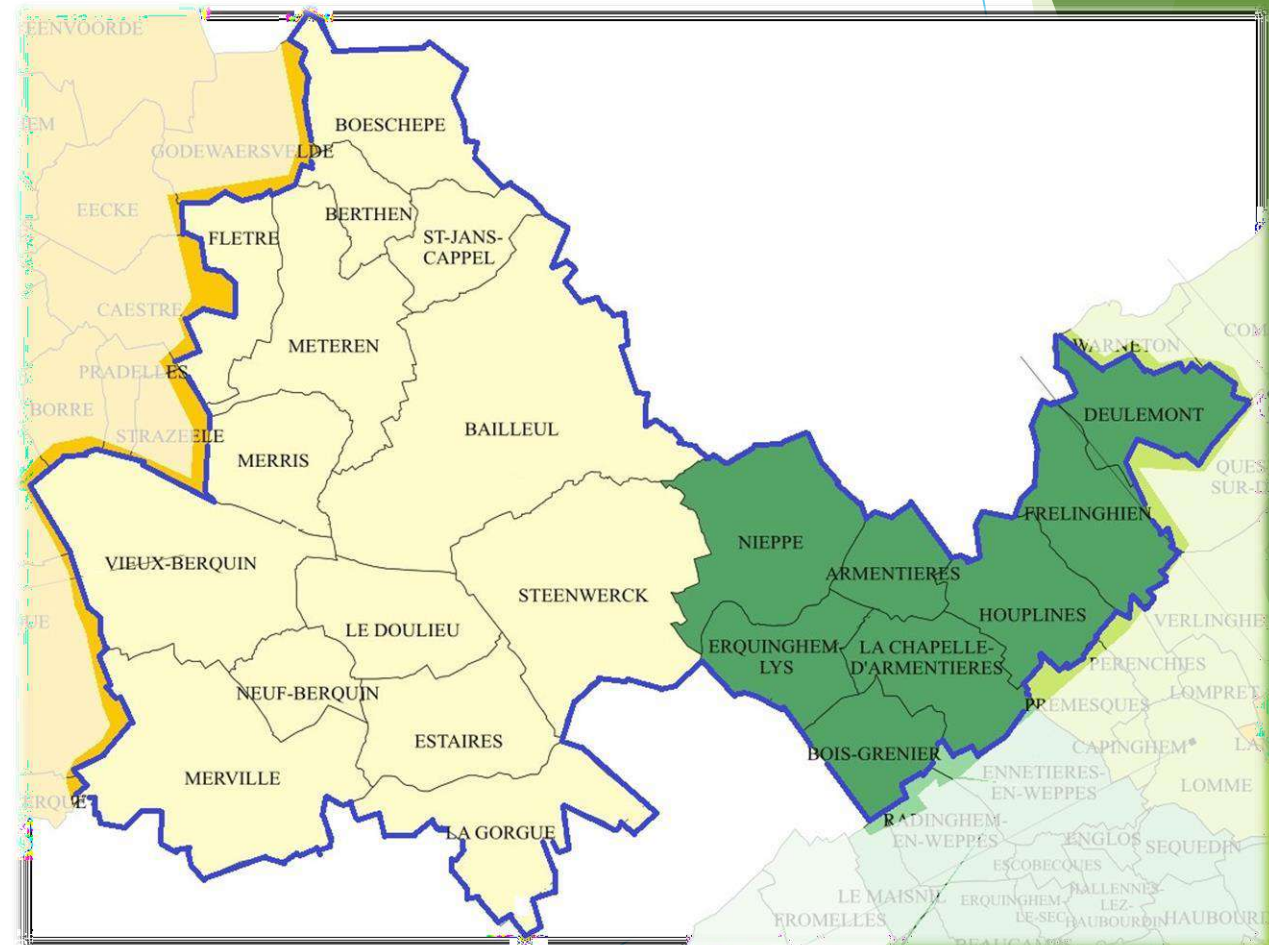 EENVOORDE
BOESCHEPE
GODEWAERSVELDE
EECKE
BERTHEN
FLETRE
ST-JANS-
CAPPEL
CAESTRE
METEREN
WARNETON
PRADELLES
BORRE
DEULEMONT
STRAZEELE
BAILLEUL
MERRIS
QUES
SUR-D
FRELINGHIEN
NIEPPE
VIEUX-BERQUIN
ARMENTIERES
STEENWERCK
HOUPLINES
LE DOULIEU
VERLINGHE
ERQUINGHEM-
LYS
LA CHAPELLE-
D'ARMENTIERES
PERENCHIES
NEUF-BERQUIN
LOMPRET
PREMESQUES
ESTAIRES
CAPINGHEM
LA
BOIS-GRENIER
MERVILLE
ENNETIERES-
EN-WEPPES
LOMME
ERQUE
LA GORGUE
RADINGHEM-
EN-WEPPES
ENGLOS
SEQUEDIN
ESCOBECQUES
HALLENNES-
LEZ-
HAUBOURDIN
LE MAISNIL
ERQUINGHEM-
LE-SEC
HAUBOURD
FROMELLES